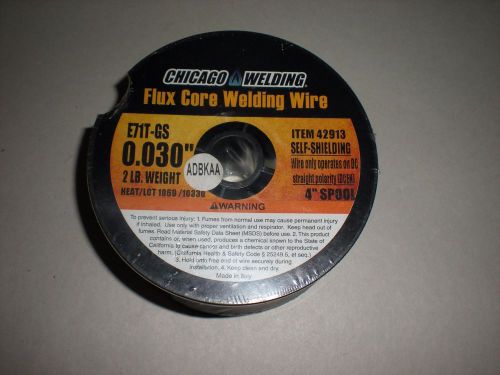 CHICAGO WELDING
Flux Core Welding Wire
E71T-GS
0.030"
2 LB. WEIGHT
HEAT/LOT 1969 /10336
ADBKAA
ITEM 42913
SELF-SHIELDING
Wire only operates on DC
straight polarity (DCEN)
4" SPOOL
WARNING
To prevent serious injury: 1. Fumes from normal use may cause permanent injury
if inhaled. Use only with proper ventilation and respirator. Keep head out of
fumes. Read Material Safety Data Sheet (MSDS) before use. 2. This product
contains or, when used, produces a chemical known to the State of
California to cause cancer and birth defects or other reproductive
harm. (California Health & Safety Code § 25249.5, et seq.)
3. Hold onto free end of wire securely during
installation. 4. Keep clean and dry.
Made in Italy